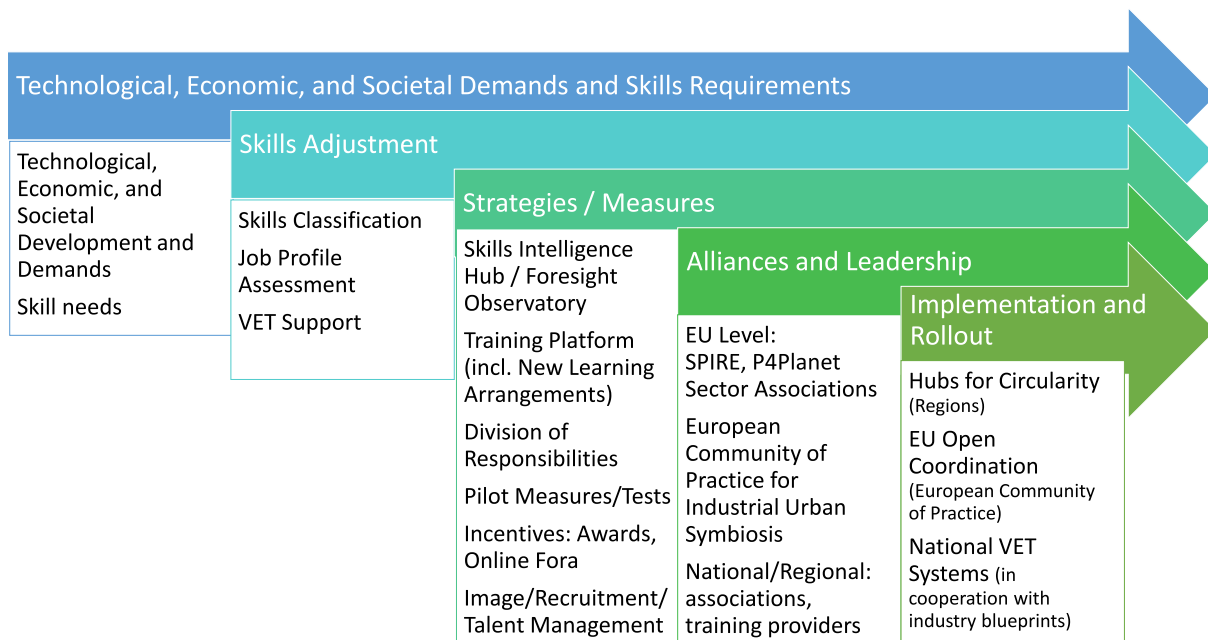 Technological, Economic, and Societal Demands and Skills Requirements
Technological,
Economic, and
Societal
Development and
Demands
Skill needs
Skills Adjustment
Skills Classification
Job Profile
Assessment
VET Support
Strategies / Measures
Skills Intelligence
Hub / Foresight
Observatory
Training Platform
(incl. New Learning
Arrangements)
Division of
Responsibilities
Pilot Measures/Tests
Incentives: Awards,
Online Fora
Image/Recruitment/
Talent Management
Alliances and Leadership
EU Level:
SPIRE, P4Planet
Sector Associations
European
Community of
Practice for
Industrial Urban
Symbiosis
National/Regional:
associations,
training providers
Implementation and
Rollout
Hubs for Circularity
(Regions)
EU Open
Coordination
(European Community
of Practice)
National VET
Systems (in
cooperation with
industry blueprints)